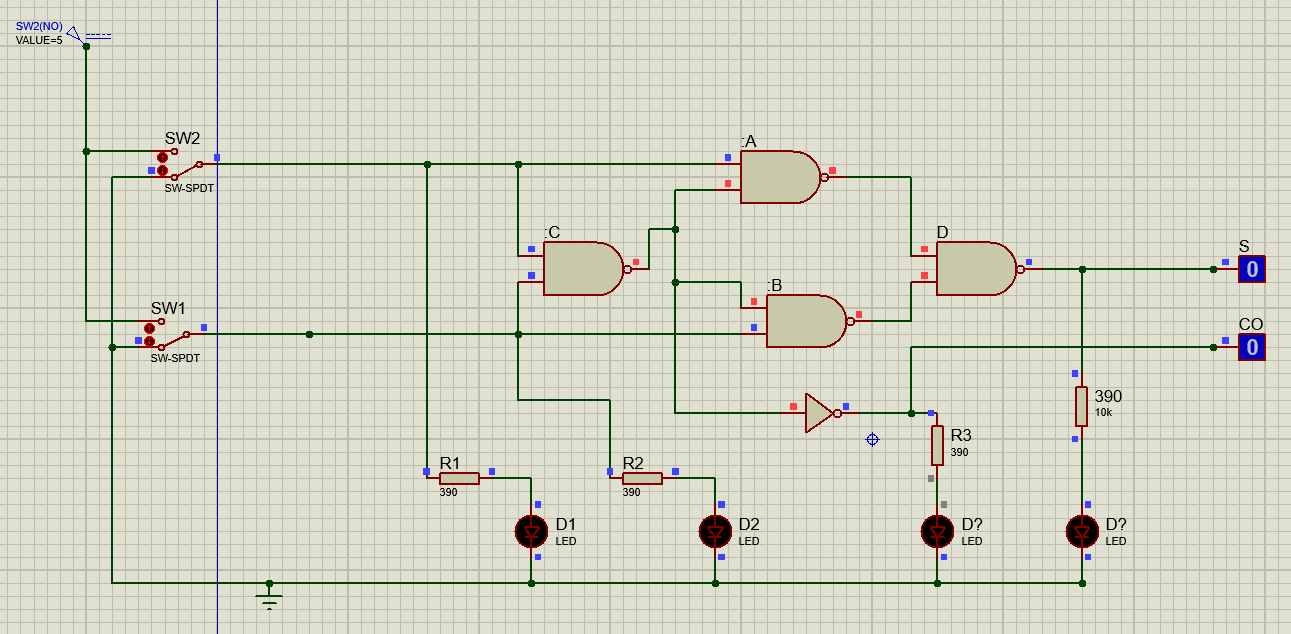 SW2(NO)
VALUE=5
SW2
SW-SPDT
:A
:C
D
S
0
:B
SW1
SW-SPDT
CO
0
390
10k
R3
390
R1
390
R2
390
D1
LED
D2
LED
D?
LED
D?
LED